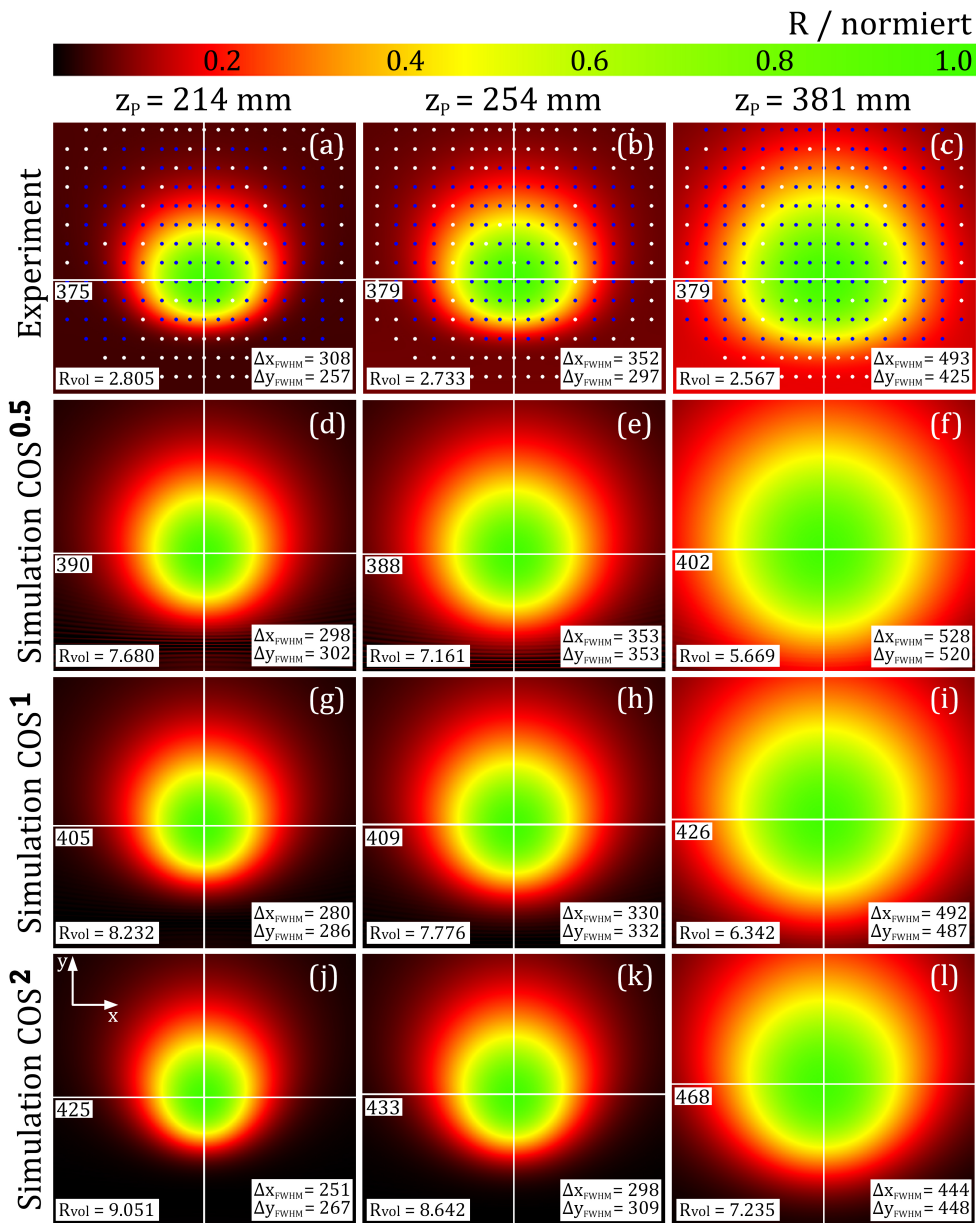 R / normiert
0.2 0.4 0.6 0.8 1.0
z_P = 214 mm z_P = 254 mm z_P = 381 mm
Experiment
(a)
375
Rvol = 2.805
Δx_FWHM = 308
Δy_FWHM = 257
(b)
379
Rvol = 2.733
Δx_FWHM = 352
Δy_FWHM = 297
(c)
379
Rvol = 2.567
Δx_FWHM = 493
Δy_FWHM = 425
Simulation COS^0.5
(d)
390
Rvol = 7.680
Δx_FWHM = 298
Δy_FWHM = 302
(e)
388
Rvol = 7.161
Δx_FWHM = 353
Δy_FWHM = 353
(f)
402
Rvol = 5.669
Δx_FWHM = 528
Δy_FWHM = 520
Simulation COS^1
(g)
405
Rvol = 8.232
Δx_FWHM = 280
Δy_FWHM = 286
(h)
409
Rvol = 7.776
Δx_FWHM = 330
Δy_FWHM = 332
(i)
426
Rvol = 6.342
Δx_FWHM = 492
Δy_FWHM = 487
Simulation COS^2
y
x
(j)
425
Rvol = 9.051
Δx_FWHM = 251
Δy_FWHM = 267
(k)
433
Rvol = 8.642
Δx_FWHM = 298
Δy_FWHM = 309
(l)
468
Rvol = 7.235
Δx_FWHM = 444
Δy_FWHM = 448